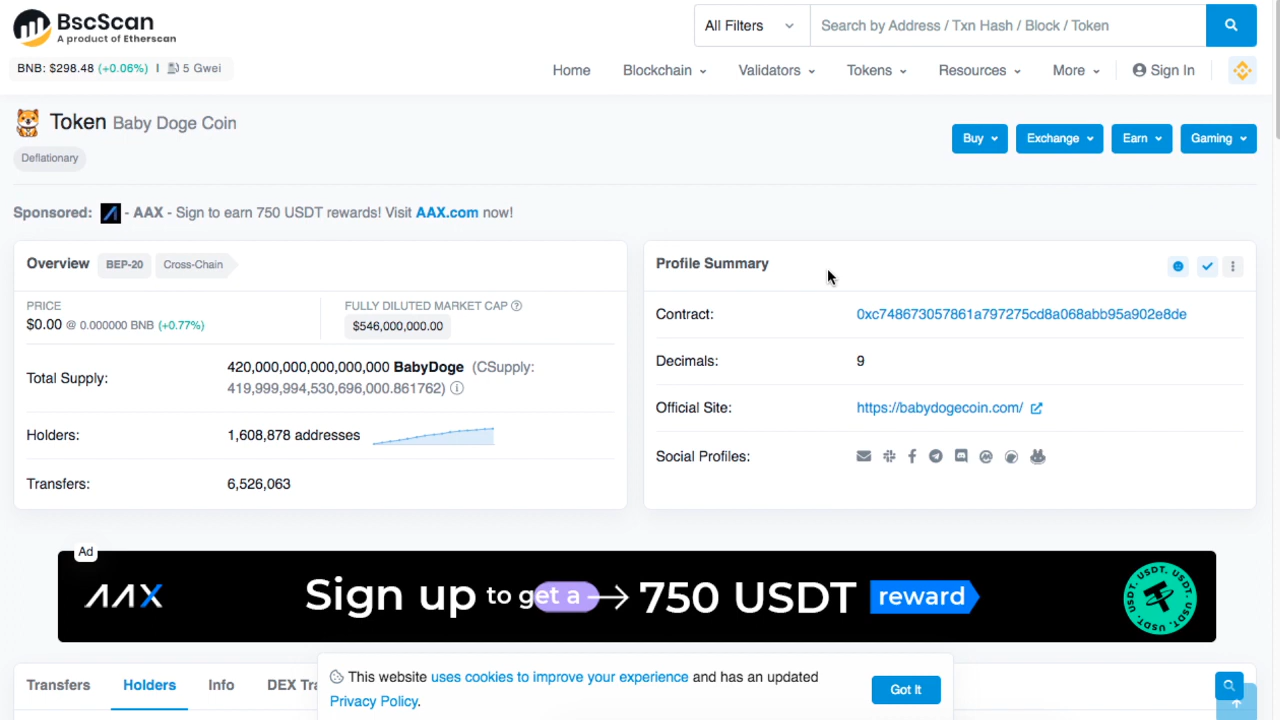 BscScan
A product of Etherscan
All Filters
Search by Address / Txn Hash / Block / Token
BNB: $298.48 (+0.06%) | 5 Gwei
Home Blockchain Validators Tokens Resources More Sign In
Token Baby Doge Coin
Buy Exchange Earn Gaming
Deflationary
Sponsored: - AAX - Sign to earn 750 USDT rewards! Visit AAX.com now!
Overview BEP-20 Cross-Chain
PRICE
$0.00 @ 0.000000 BNB (+0.77%)
FULLY DILUTED MARKET CAP
$546,000,000.00
Total Supply:
420,000,000,000,000,000 BabyDoge (CSupply:
419,999,994,530,696,000.861762)
Holders: 1,608,878 addresses
Transfers: 6,526,063
Profile Summary
Contract: 0xc748673057861a797275cd8a068abb95a902e8de
Decimals: 9
Official Site: https://babydogecoin.com/
Social Profiles:
Ad
AAX Sign up to get a 750 USDT reward
USDT. USDT. USDT. USDT.
Transfers Holders Info DEX Tra
This website uses cookies to improve your experience and has an updated
Privacy Policy.
Got It